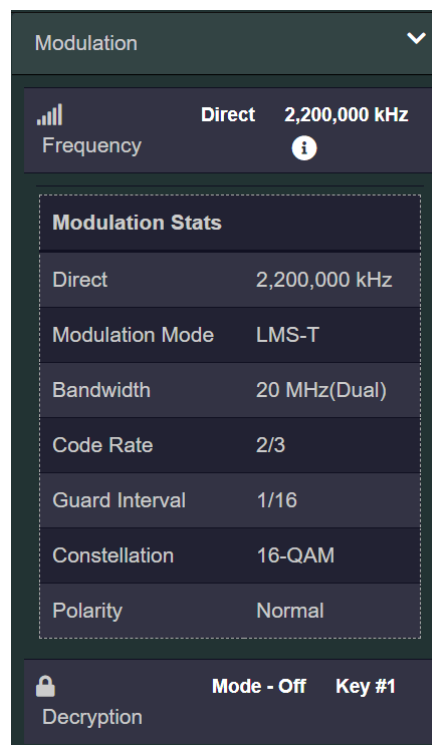 Modulation
Direct 2,200,000 kHz
Frequency
Modulation Stats
Direct 2,200,000 kHz
Modulation Mode LMS-T
Bandwidth 20 MHz(Dual)
Code Rate 2/3
Guard Interval 1/16
Constellation 16-QAM
Polarity Normal
Mode - Off Key #1
Decryption